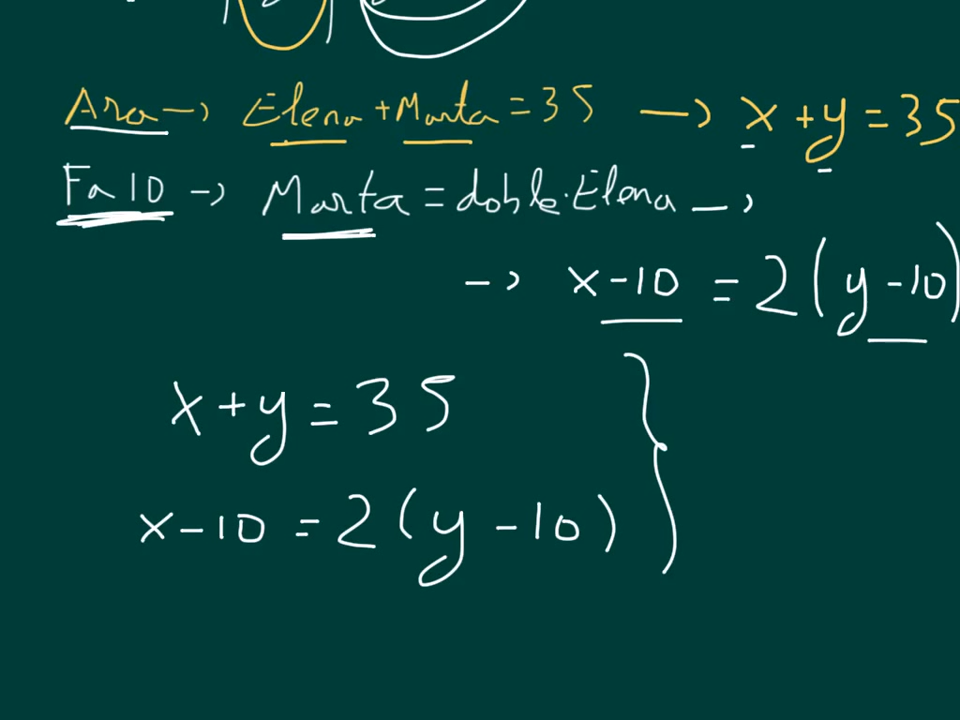 Ara → Elena + Marta = 35 → x + y = 35
Fa 10 → Marta = doble · Elena →
→ x - 10 = 2(y - 10)
x + y = 35
x - 10 = 2(y - 10)